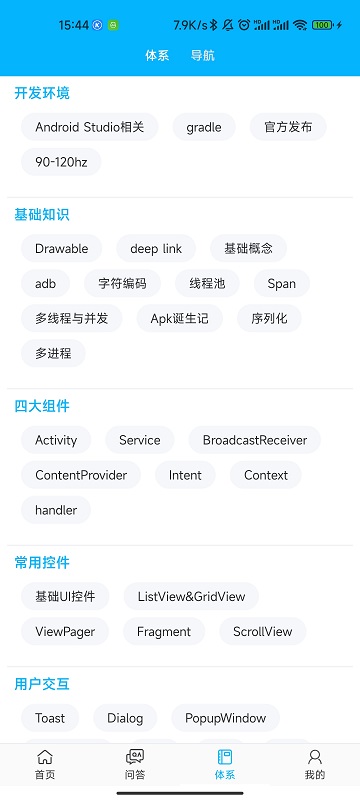 15:44 7.9K/s HD HD 100
体系 导航
开发环境
Android Studio相关 gradle 官方发布
90-120hz
基础知识
Drawable deep link 基础概念
adb 字符编码 线程池 Span
多线程与并发 Apk诞生记 序列化
多进程
四大组件
Activity Service BroadcastReceiver
ContentProvider Intent Context
handler
常用控件
基础UI控件 ListView&GridView
ViewPager Fragment ScrollView
用户交互
Toast Dialog PopupWindow
QA
首页 问答 体系 我的